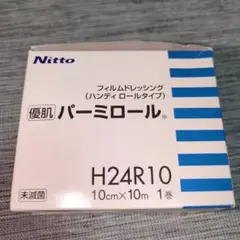 Nitto
フィルムドレッシング
(ハンディ ロールタイプ)
優肌 パーミロール®
H24R10
未滅菌 10cm×10m 1巻